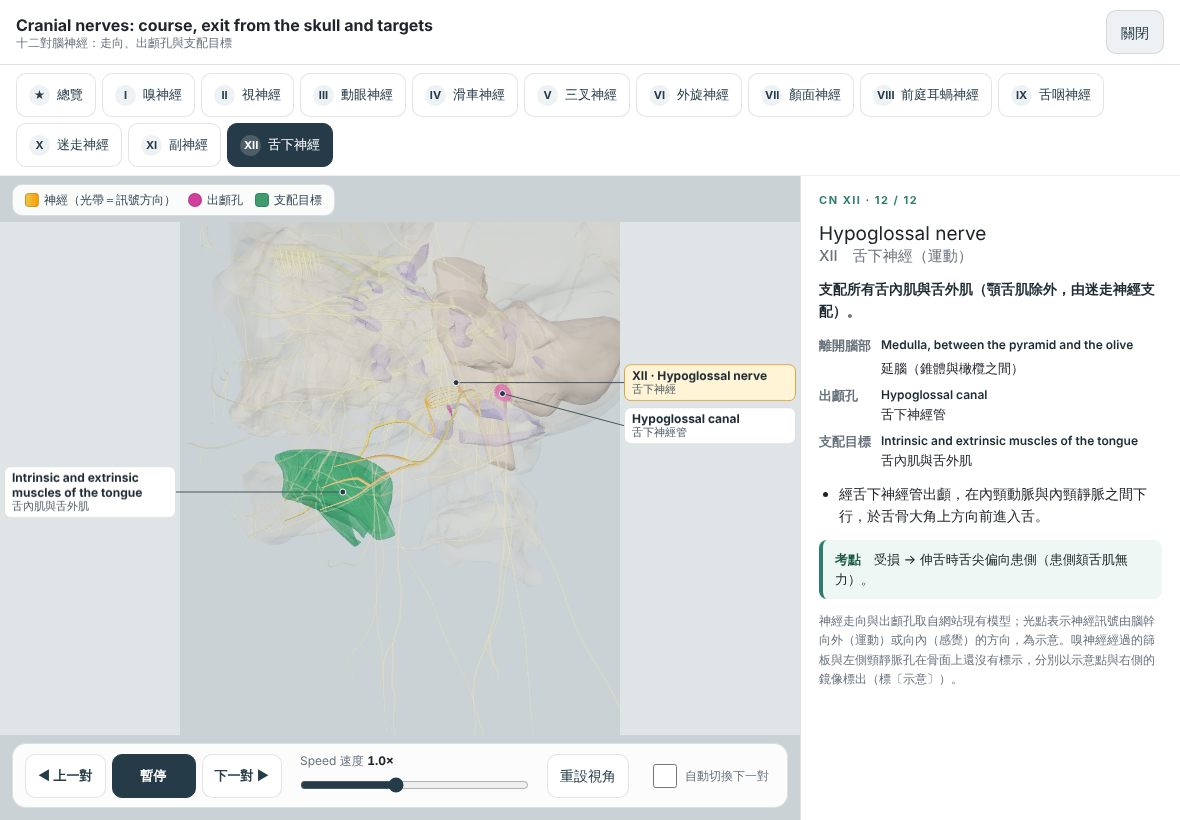 Cranial nerves: course, exit from the skull and targets
十二對腦神經：走向、出顱孔與支配目標
關閉
★ 總覽
I 嗅神經
II 視神經
III 動眼神經
IV 滑車神經
V 三叉神經
VI 外旋神經
VII 顏面神經
VIII 前庭耳蝸神經
IX 舌咽神經
X 迷走神經
XI 副神經
XII 舌下神經
神經（光帶＝訊號方向）
出顱孔
支配目標
XII · Hypoglossal nerve
舌下神經
Hypoglossal canal
舌下神經管
Intrinsic and extrinsic
muscles of the tongue
舌內肌與舌外肌
◀ 上一對
暫停
下一對 ▶
Speed 速度 1.0×
重設視角
自動切換下一對
CN XII · 12 / 12
Hypoglossal nerve
XII 舌下神經（運動）
支配所有舌內肌與舌外肌（顎舌肌除外，由迷走神經支
配）。
離開腦部 Medulla, between the pyramid and the olive
延腦（錐體與橄欖之間）
出顱孔 Hypoglossal canal
舌下神經管
支配目標 Intrinsic and extrinsic muscles of the tongue
舌內肌與舌外肌
• 經舌下神經管出顱，在內頸動脈與內頸靜脈之間下
行，於舌骨大角上方向前進入舌。
考點 受損 → 伸舌時舌尖偏向患側（患側頦舌肌無
力）。
神經走向與出顱孔取自網站現有模型；光點表示神經訊號由腦幹
向外（運動）或向內（感覺）的方向，為示意。嗅神經經過的篩
板與左側頸靜脈孔在骨面上還沒有標示，分別以示意點與右側的
鏡像標出（標〔示意〕）。